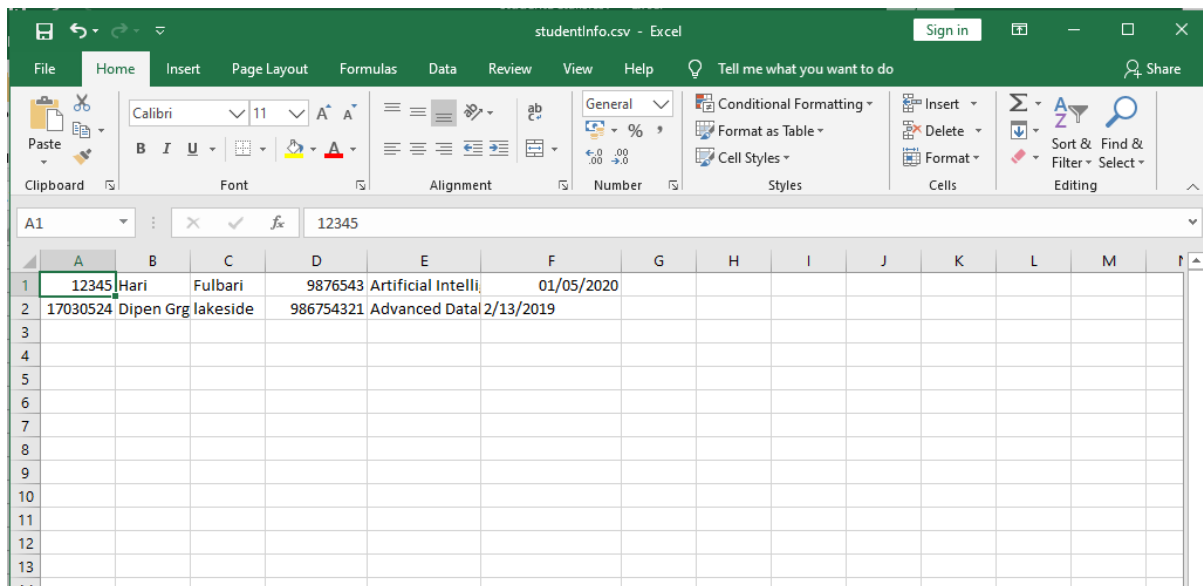 studentInfo.csv - Excel
Sign in
File Home Insert Page Layout Formulas Data Review View Help Tell me what you want to do Share
Paste
Calibri 11
General
Conditional Formatting
Format as Table
Cell Styles
Insert
Delete
Format
Sort & Filter
Find & Select
Clipboard Font Alignment Number Styles Cells Editing
A1 fx 12345
A B C D E F G H I J K L M
1 12345 Hari Fulbari 9876543 Artificial Intelli 01/05/2020
2 17030524 Dipen Grg lakeside 986754321 Advanced Datal 2/13/2019
3
4
5
6
7
8
9
10
11
12
13